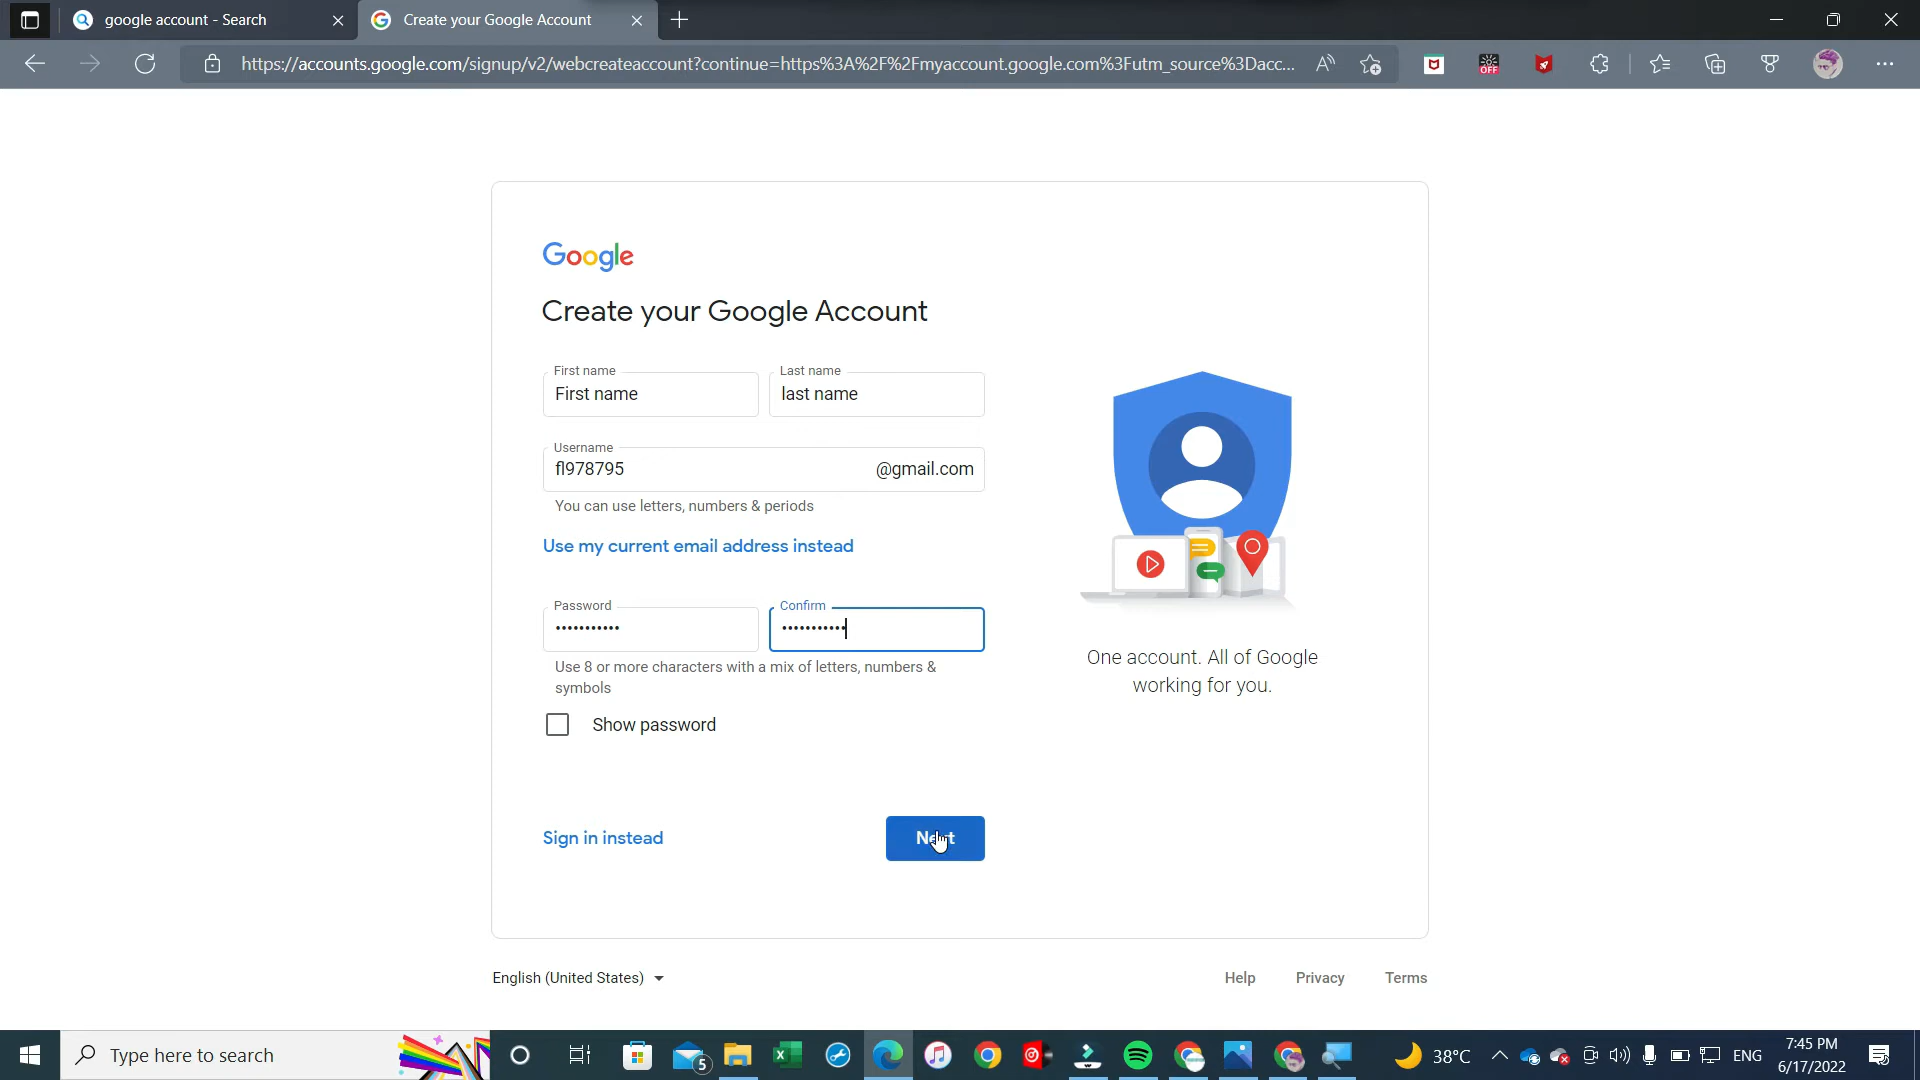 google account - Search
Create your Google Account
https://accounts.google.com/signup/v2/webcreateaccount?continue=https%3A%2F%2Fmyaccount.google.com%3Futm_source%3Dacc...
OFF
Google
Create your Google Account
First name
Last name
First name
last name
Username
fl978795
@gmail.com
You can use letters, numbers & periods
Use my current email address instead
Password
Confirm
Use 8 or more characters with a mix of letters, numbers &
symbols
Show password
Sign in instead
Next
One account. All of Google
working for you.
English (United States)
Help
Privacy
Terms
Type here to search
5
38°C
ENG
7:45 PM
6/17/2022